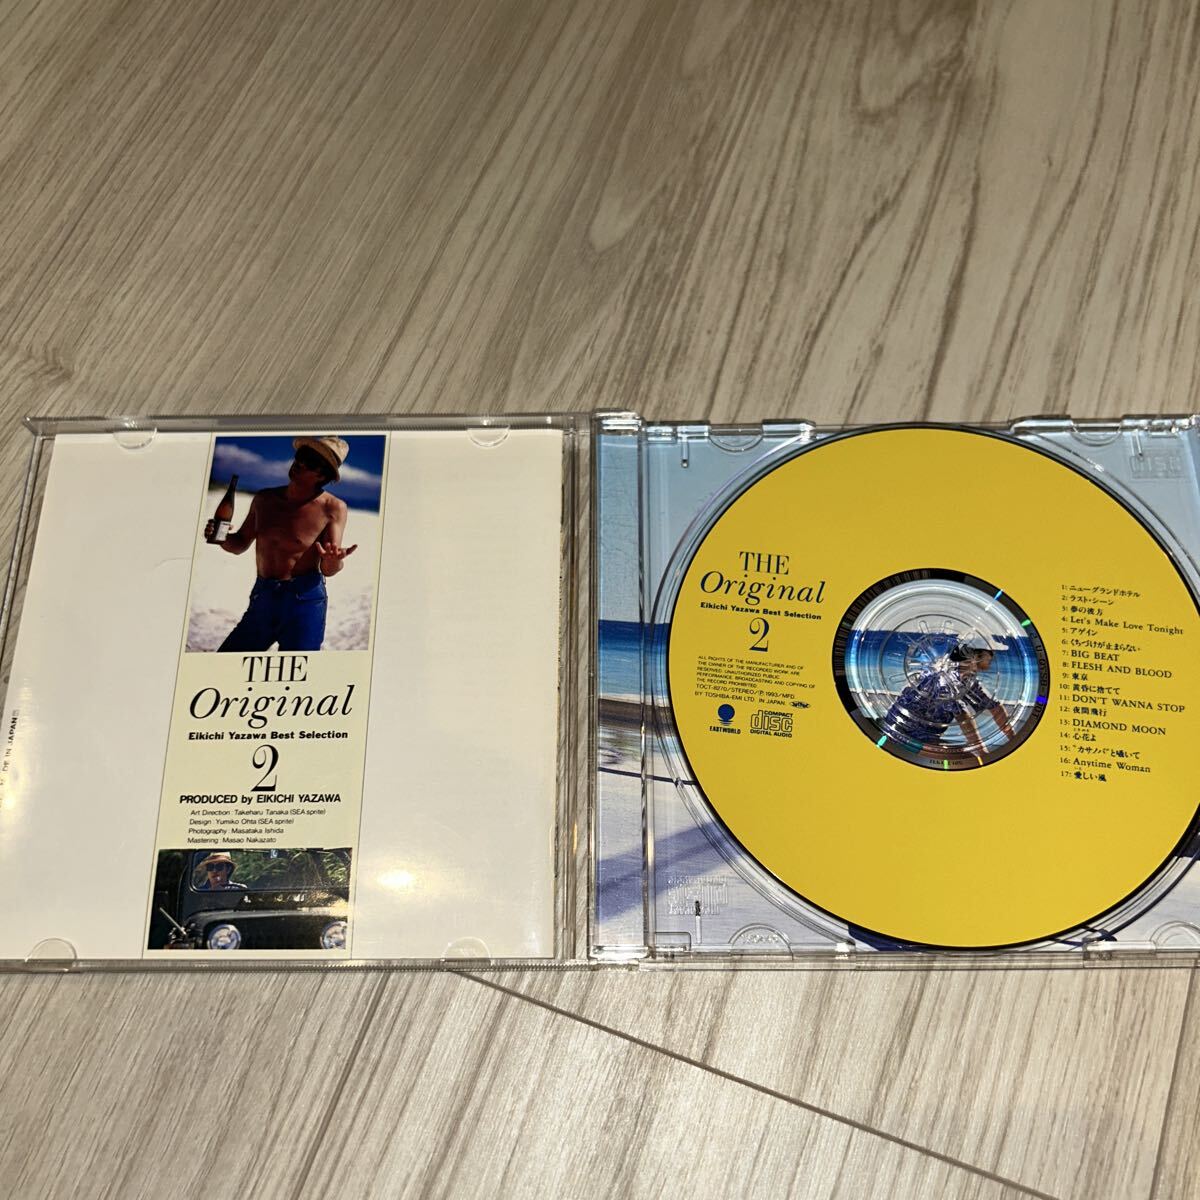 THE
Original
Eikichi Yazawa Best Selection
2
PRODUCED by EIKICHI YAZAWA
Art Direction : Takeharu Tanaka (SEA sprite)
Design : Yumiko Ohta (SEA sprite)
Photography : Masataka Ishida
Mastering : Masao Nakazato
DE IN JAPAN
THE
Original
Eikichi Yazawa Best Selection
2
ALL RIGHTS OF THE MANUFACTURER AND OF
THE OWNER OF THE RECORDED WORK ARE
RESERVED. UNAUTHORIZED PUBLIC
PERFORMANCE, BROADCASTING AND COPYING OF
THE RECORD PROHIBITED.
TOCT-8270/STEREO/Ⓟ1993/MFD.
BY TOSHIBA-EMI LTD. IN JAPAN.
EASTWORLD
COMPACT
disc
DIGITAL AUDIO
1: ニューグランドホテル
2: ラスト・シーン
3: 夢の彼方
4: Let's Make Love Tonight
5: アゲイン
6: くちづけが止まらない
7: BIG BEAT
8: FLESH AND BLOOD
9: 東京
10: 黄昏に捨てて
11: DON'T WANNA STOP
12: 夜間飛行
13: DIAMOND MOON
14: 心花よ
15: "カサノバ"と囁いて
16: Anytime Woman
17: 愛しい風